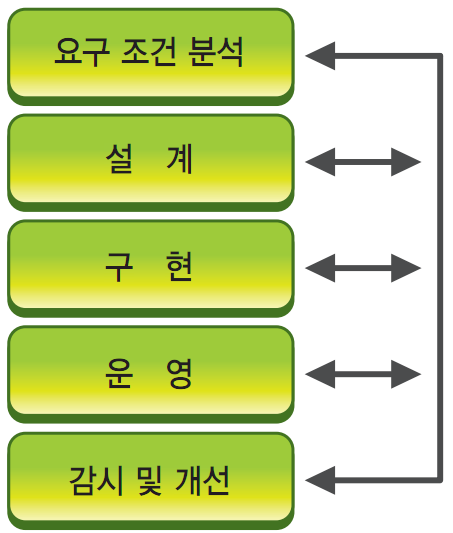 요구 조건 분석
설 계
구 현
운 영
감시 및 개선